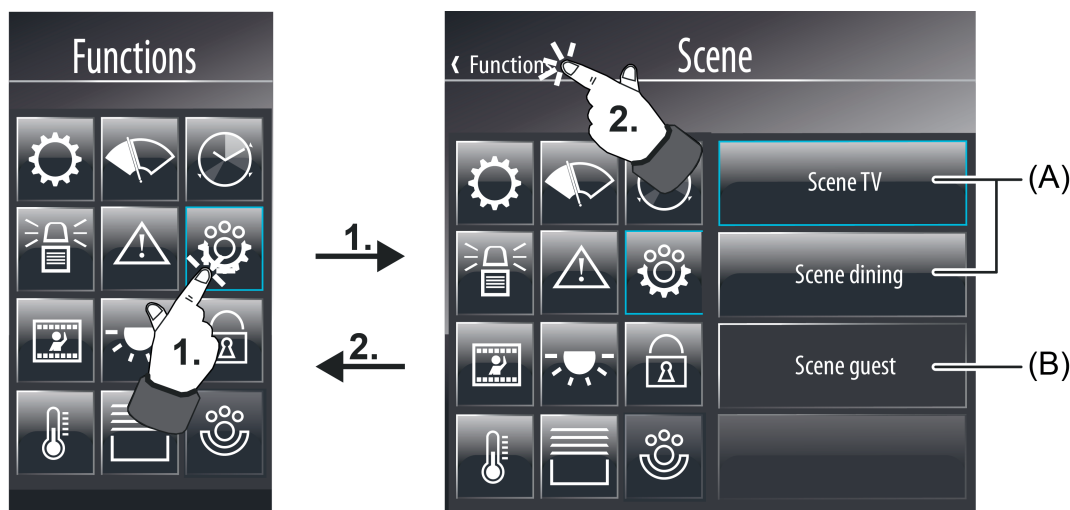 Functions
1.
1.
2.
‹ Function
Scene
2.
Scene TV
(A)
Scene dining
Scene guest
(B)